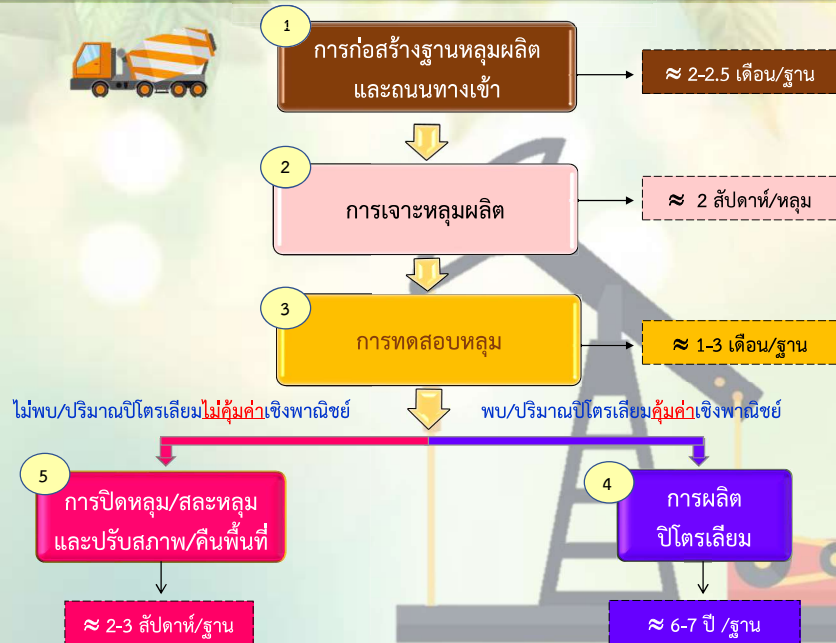 1
การก่อสร้างฐานหลุมผลิต
และถนนทางเข้า
≈ 2-2.5 เดือน/ฐาน
2
การเจาะหลุมผลิต
≈ 2 สัปดาห์/หลุม
3
การทดสอบหลุม
≈ 1-3 เดือน/ฐาน
ไม่พบ/ปริมาณปิโตรเลียมไม่คุ้มค่าเชิงพาณิชย์
พบ/ปริมาณปิโตรเลียมคุ้มค่าเชิงพาณิชย์
5
การปิดหลุม/สละหลุม
และปรับสภาพ/คืนพื้นที่
≈ 2-3 สัปดาห์/ฐาน
4
การผลิต
ปิโตรเลียม
≈ 6-7 ปี /ฐาน